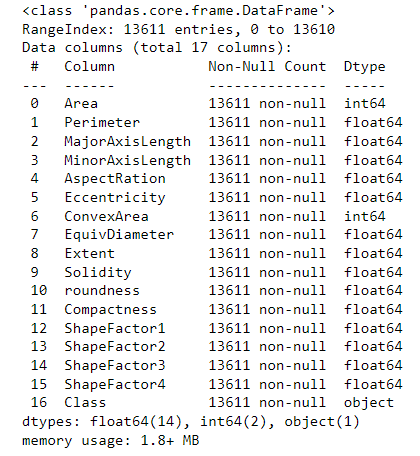 <class 'pandas.core.frame.DataFrame'>
RangeIndex: 13611 entries, 0 to 13610
Data columns (total 17 columns):
 #   Column           Non-Null Count  Dtype
---  ------           --------------  -----
 0   Area             13611 non-null  int64
 1   Perimeter        13611 non-null  float64
 2   MajorAxisLength  13611 non-null  float64
 3   MinorAxisLength  13611 non-null  float64
 4   AspectRation     13611 non-null  float64
 5   Eccentricity     13611 non-null  float64
 6   ConvexArea       13611 non-null  int64
 7   EquivDiameter    13611 non-null  float64
 8   Extent           13611 non-null  float64
 9   Solidity         13611 non-null  float64
 10  roundness        13611 non-null  float64
 11  Compactness      13611 non-null  float64
 12  ShapeFactor1     13611 non-null  float64
 13  ShapeFactor2     13611 non-null  float64
 14  ShapeFactor3     13611 non-null  float64
 15  ShapeFactor4     13611 non-null  float64
 16  Class            13611 non-null  object
dtypes: float64(14), int64(2), object(1)
memory usage: 1.8+ MB